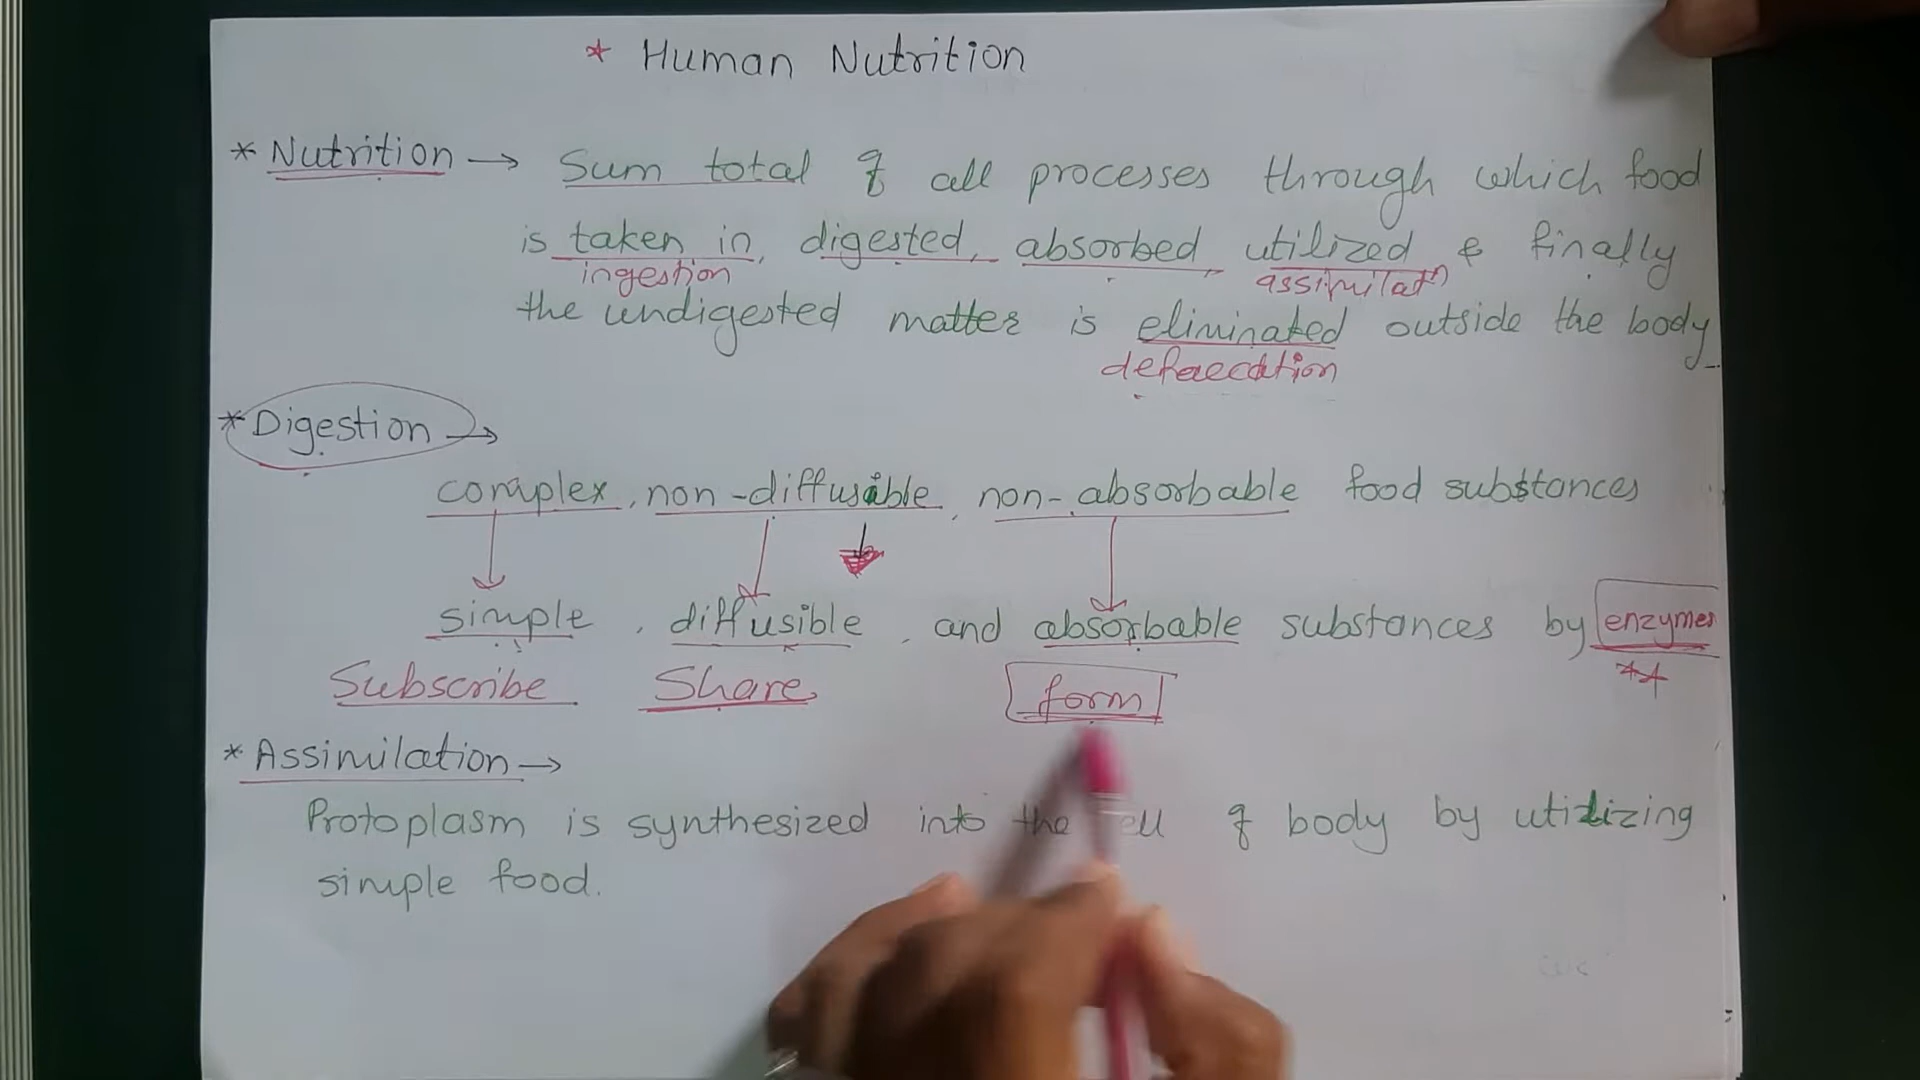 * Human Nutrition
* Nutrition → Sum total of all processes through which food
is taken in, digested, absorbed, utilized & finally
ingestion assimilatn
the undigested matter is eliminated outside the body
defaecation
* Digestion →
complex, non-diffusible, non-absorbable food substances
simple, diffusible, and absorbable substances by enzymes
Subscribe Share form
* Assimilation →
Protoplasm is synthesized into the cell of body by utilizing
simple food.